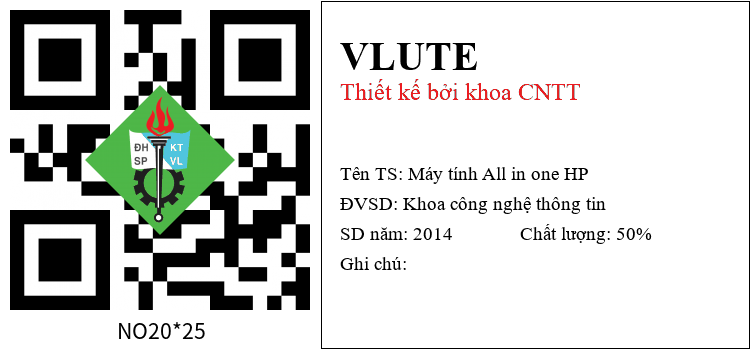 ĐH KT
SP VL
NO20*25
VLUTE
Thiết kế bởi khoa CNTT
Tên TS: Máy tính All in one HP
ĐVSD: Khoa công nghệ thông tin
SD năm: 2014 Chất lượng: 50%
Ghi chú: